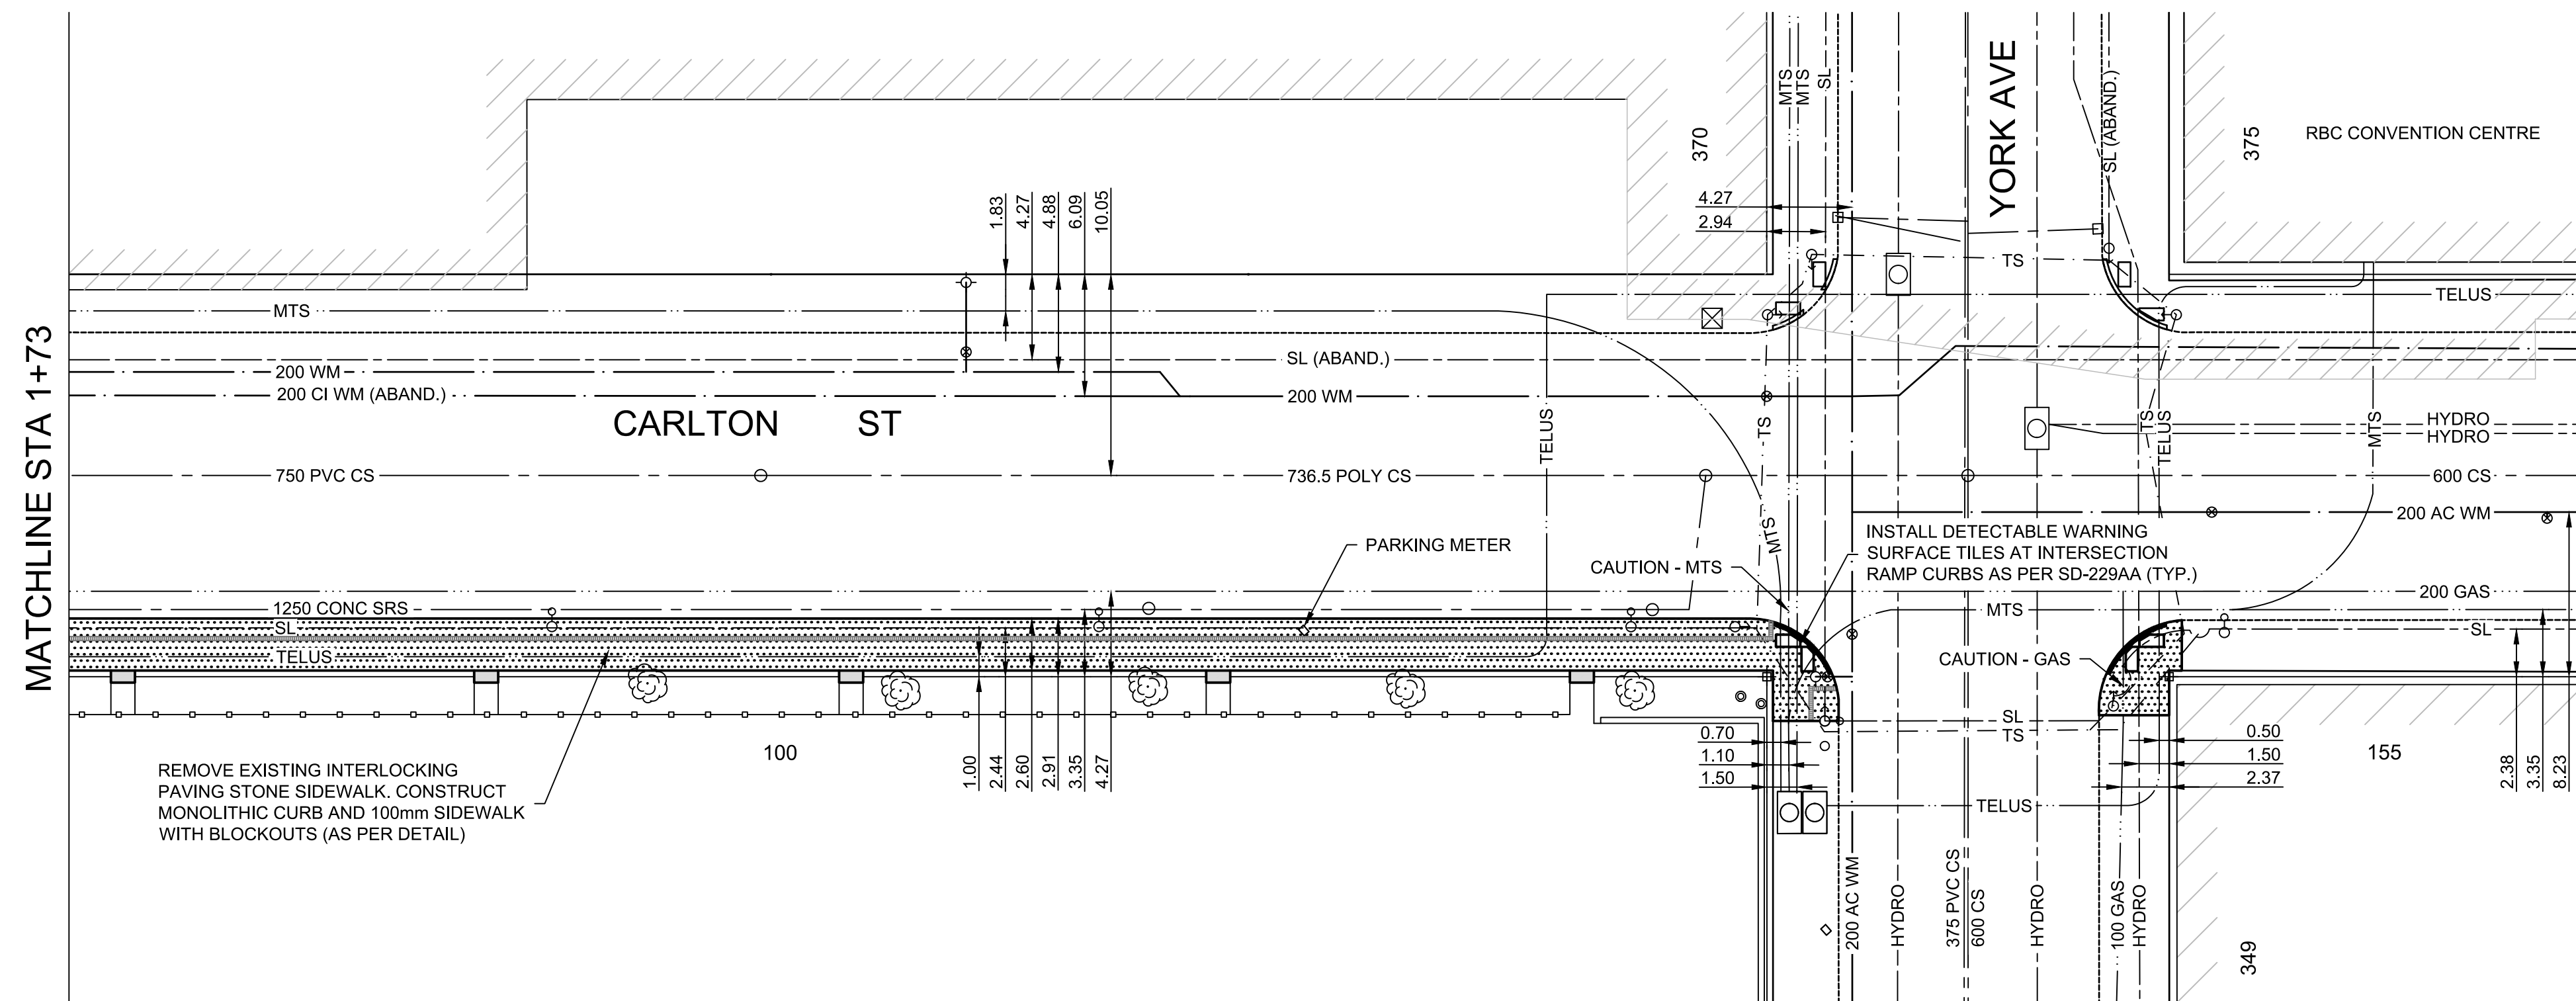 MATCHLINE STA 1+73
YORK AVE
370
375
RBC CONVENTION CENTRE
MTS
MTS
SL
SL (ABAND.)
1.83
4.27
4.88
6.09
10.05
4.27
2.94
TS
MTS
TELUS
SL (ABAND.)
200 WM
200 CI WM (ABAND.)
200 WM
CARLTON ST
TELUS
TS
TS
TELUS
MTS
HYDRO
HYDRO
750 PVC CS
736.5 POLY CS
600 CS
200 AC WM
MTS
PARKING METER
CAUTION - MTS
INSTALL DETECTABLE WARNING
SURFACE TILES AT INTERSECTION
RAMP CURBS AS PER SD-229AA (TYP.)
200 GAS
1250 CONC SRS
MTS
SL
SL
TELUS
CAUTION - GAS
SL
TS
0.70
1.10
1.50
0.50
1.50
2.37
100
155
1.00
2.44
2.60
2.91
3.35
4.27
2.38
3.35
8.23
REMOVE EXISTING INTERLOCKING
PAVING STONE SIDEWALK. CONSTRUCT
MONOLITHIC CURB AND 100mm SIDEWALK
WITH BLOCKOUTS (AS PER DETAIL)
TELUS
200 AC WM
HYDRO
375 PVC CS
600 CS
HYDRO
100 GAS
HYDRO
349